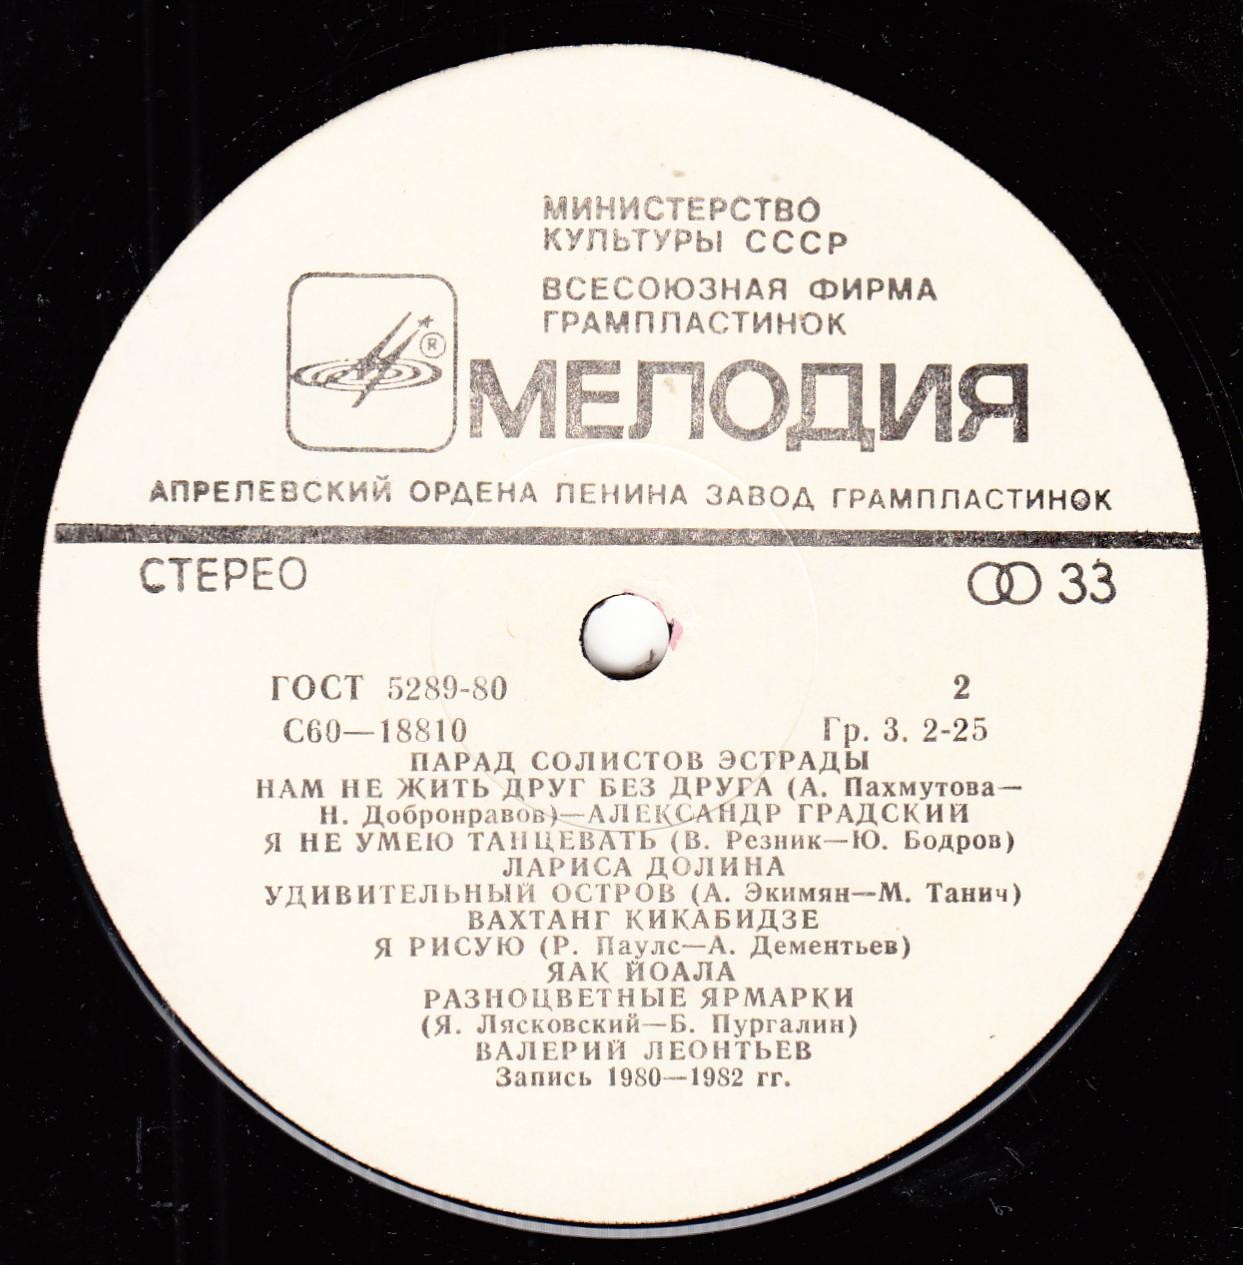 МИНИСТЕРСТВО
КУЛЬТУРЫ СССР
ВСЕСОЮЗНАЯ ФИРМА
ГРАМПЛАСТИНОК
®
МЕЛОДИЯ
АПРЕЛЕВСКИЙ ОРДЕНА ЛЕНИНА ЗАВОД ГРАМПЛАСТИНОК
СТЕРЕО 33
ГОСТ 5289-80 2
С60—18810 Гр. 3. 2-25
ПАРАД СОЛИСТОВ ЭСТРАДЫ
НАМ НЕ ЖИТЬ ДРУГ БЕЗ ДРУГА (А. Пахмутова—
Н. Добронравов)—АЛЕКСАНДР ГРАДСКИЙ
Я НЕ УМЕЮ ТАНЦЕВАТЬ (В. Резник—Ю. Бодров)
ЛАРИСА ДОЛИНА
УДИВИТЕЛЬНЫЙ ОСТРОВ (А. Экимян—М. Танич)
ВАХТАНГ КИКАБИДЗЕ
Я РИСУЮ (Р. Паулс—А. Дементьев)
ЯАК ЙОАЛА
РАЗНОЦВЕТНЫЕ ЯРМАРКИ
(Я. Лясковский—Б. Пургалин)
ВАЛЕРИЙ ЛЕОНТЬЕВ
Запись 1980—1982 гг.